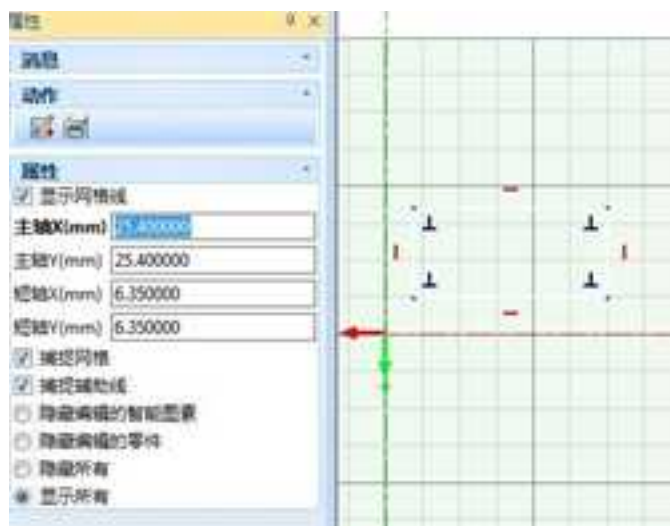 属性
消息
动作
属性
显示网格线
主轴X(mm) 25.400000
主轴Y(mm) 25.400000
短轴X(mm) 6.350000
短轴Y(mm) 6.350000
捕捉网格
捕捉辅助线
隐藏编辑的智能图素
隐藏编辑的零件
隐藏所有
显示所有